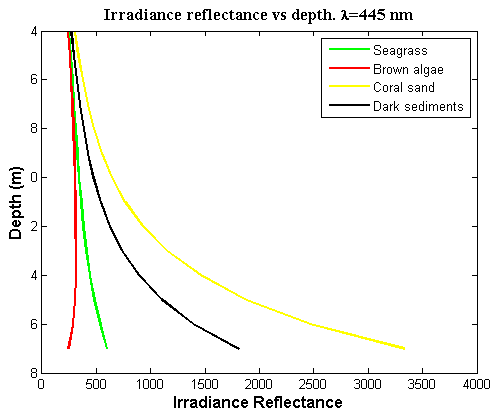 Irradiance reflectance vs depth. λ=445 nm
Seagrass
Brown algae
Coral sand
Dark sediments
Depth (m)
4
6
8
0
2
4
6
8
0 500 1000 1500 2000 2500 3000 3500 4000
Irradiance Reflectance